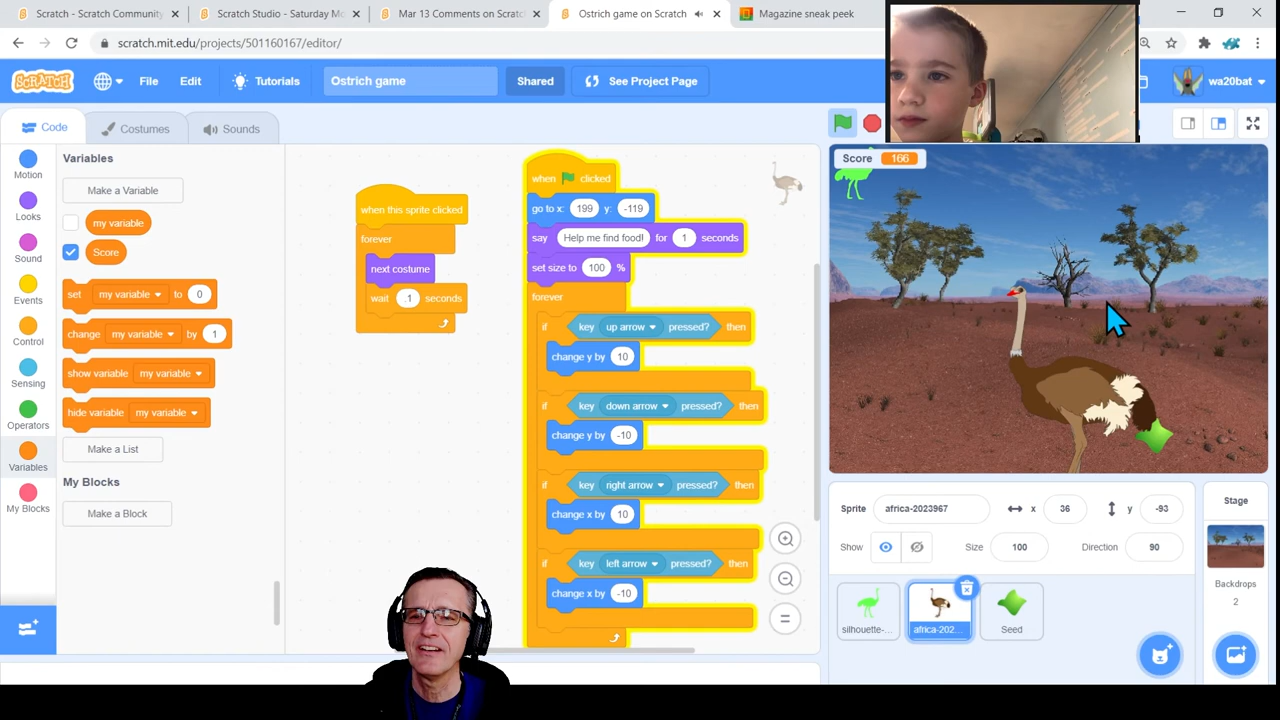 Scratch - Scratch Community
Scratch Studio - Saturday Mo
Mar 13 Comments on Scratc
Ostrich game on Scratch
Magazine sneak peek
scratch.mit.edu/projects/501160167/editor/
SCRATCH
File
Edit
Tutorials
Ostrich game
Shared
See Project Page
wa20bat
Code
Costumes
Sounds
Motion
Looks
Sound
Events
Control
Sensing
Operators
Variables
My Blocks
Variables
Make a Variable
my variable
Score
set my variable to 0
change my variable by 1
show variable my variable
hide variable my variable
Make a List
My Blocks
Make a Block
when this sprite clicked
forever
next costume
wait 1 seconds
when clicked
go to x: 199 y: -119
say Help me find food! for 1 seconds
set size to 100 %
forever
if key up arrow pressed? then
change y by 10
if key down arrow pressed? then
change y by -10
if key right arrow pressed? then
change x by 10
if key left arrow pressed? then
change x by -10
Score 166
Sprite africa-2023967 x 36 y -93
Show Size 100 Direction 90
silhouette-...
africa-202...
Seed
Stage
Backdrops
2